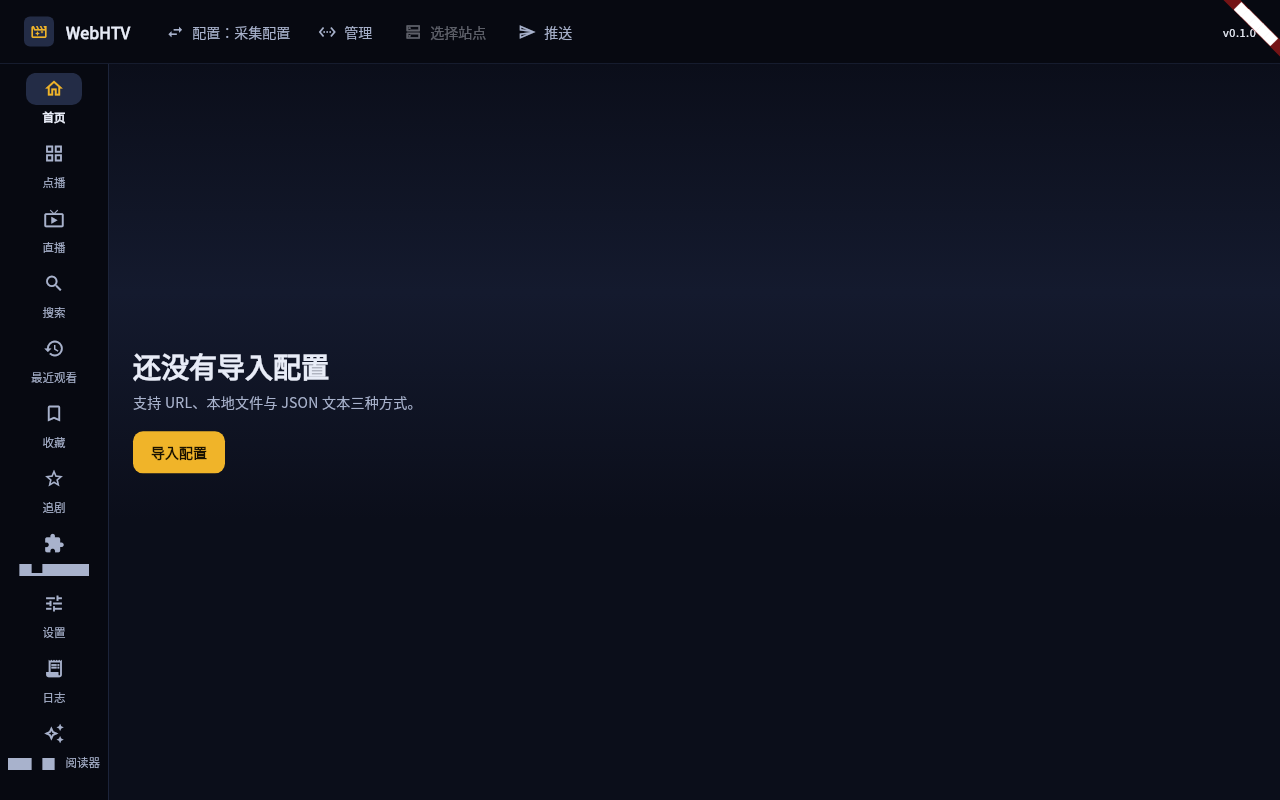 WebHTV
配置：采集配置
管理
选择站点
推送
v0.1.0
首页
点播
直播
搜索
最近观看
收藏
追剧
设置
日志
阅读器
还没有导入配置
支持 URL、本地文件与 JSON 文本三种方式。
导入配置